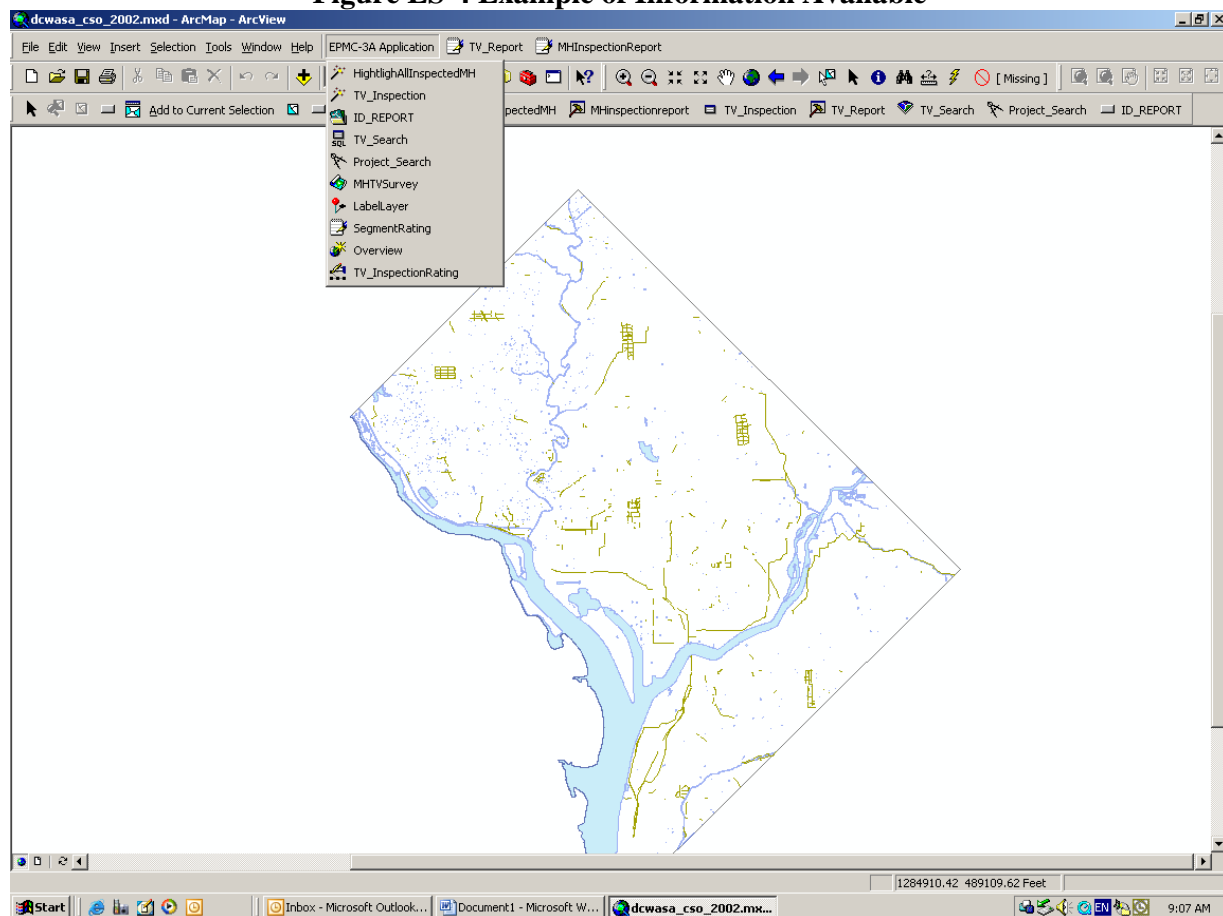 Figure ES-4 Example of Information Available
dcwasa_cso_2002.mxd - ArcMap - ArcView
File Edit View Insert Selection Tools Window Help EPMC-3A Application TV_Report MHInspectionReport
[ Missing ]
Add to Current Selection pectedMH MHinspectionreport TV_Inspection TV_Report TV_Search Project_Search ID_REPORT
HightlighAllInspectedMH
TV_Inspection
ID_REPORT
SQL TV_Search
Project_Search
MHTVSurvey
LabelLayer
SegmentRating
Overview
TV_InspectionRating
1284910.42 489109.62 Feet
Start Inbox - Microsoft Outlook... Document1 - Microsoft W... dcwasa_cso_2002.mx... EN 9:07 AM